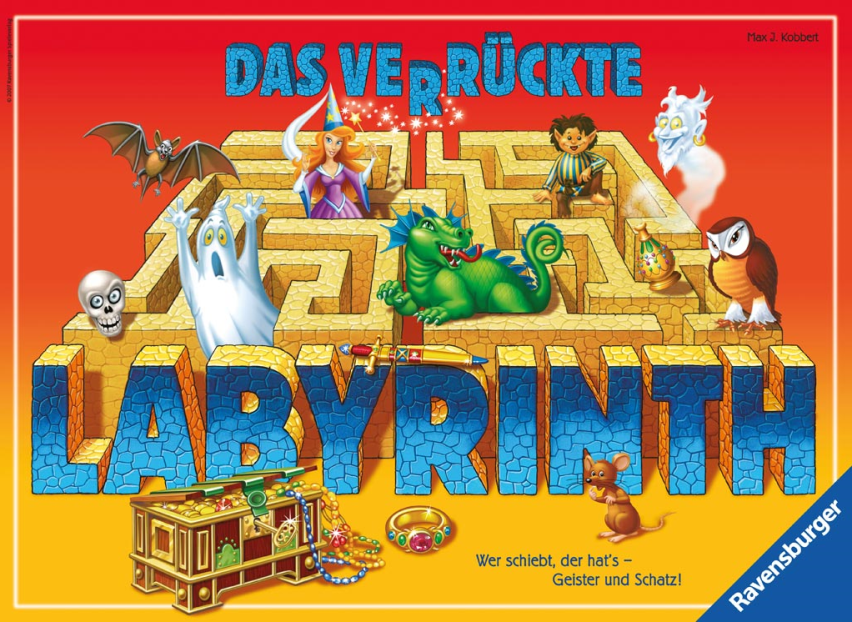 Max J. Kobbert
DAS VERRÜCKTE
LABYRINTH
Wer schiebt, der hat's –
Geister und Schatz!
Ravensburger